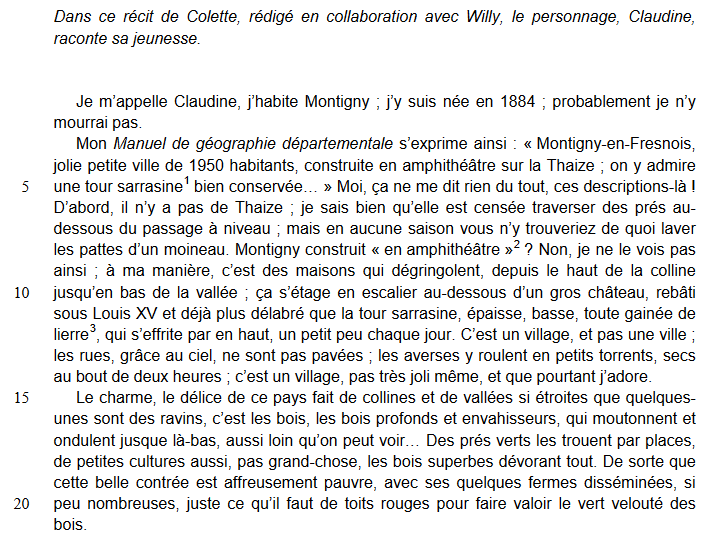 Dans ce récit de Colette, rédigé en collaboration avec Willy, le personnage, Claudine,
raconte sa jeunesse.
Je m'appelle Claudine, j'habite Montigny ; j'y suis née en 1884 ; probablement je n'y
mourrai pas.
Mon Manuel de géographie départementale s'exprime ainsi : « Montigny-en-Fresnois,
jolie petite ville de 1950 habitants, construite en amphithéâtre sur la Thaize ; on y admire
5 une tour sarrasine1 bien conservée… » Moi, ça ne me dit rien du tout, ces descriptions-là !
D'abord, il n'y a pas de Thaize ; je sais bien qu'elle est censée traverser des prés au-
dessous du passage à niveau ; mais en aucune saison vous n'y trouveriez de quoi laver
les pattes d'un moineau. Montigny construit « en amphithéâtre »2 ? Non, je ne le vois pas
ainsi ; à ma manière, c'est des maisons qui dégringolent, depuis le haut de la colline
10 jusqu'en bas de la vallée ; ça s'étage en escalier au-dessous d'un gros château, rebâti
sous Louis XV et déjà plus délabré que la tour sarrasine, épaisse, basse, toute gainée de
lierre3, qui s'effrite par en haut, un petit peu chaque jour. C'est un village, et pas une ville ;
les rues, grâce au ciel, ne sont pas pavées ; les averses y roulent en petits torrents, secs
au bout de deux heures ; c'est un village, pas très joli même, et que pourtant j'adore.
15 Le charme, le délice de ce pays fait de collines et de vallées si étroites que quelques-
unes sont des ravins, c'est les bois, les bois profonds et envahisseurs, qui moutonnent et
ondulent jusque là-bas, aussi loin qu'on peut voir… Des prés verts les trouent par places,
de petites cultures aussi, pas grand-chose, les bois superbes dévorant tout. De sorte que
cette belle contrée est affreusement pauvre, avec ses quelques fermes disséminées, si
20 peu nombreuses, juste ce qu'il faut de toits rouges pour faire valoir le vert velouté des
bois.